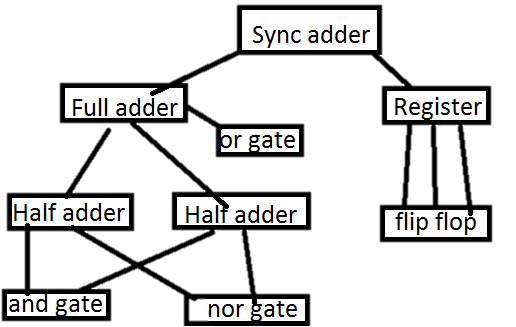 Sync adder
Full adder
Register
or gate
Half adder
Half adder
flip flop
and gate
nor gate